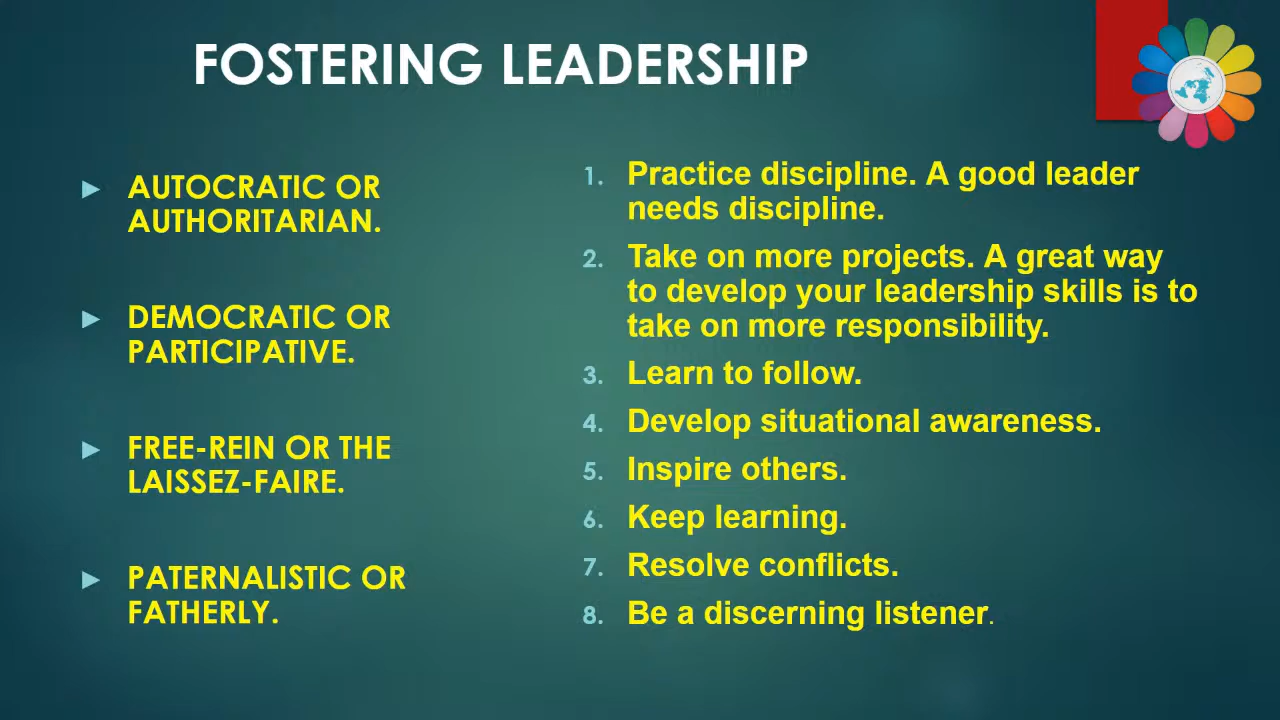 FOSTERING LEADERSHIP
► AUTOCRATIC OR
AUTHORITARIAN.
► DEMOCRATIC OR
PARTICIPATIVE.
► FREE-REIN OR THE
LAISSEZ-FAIRE.
► PATERNALISTIC OR
FATHERLY.
1. Practice discipline. A good leader
needs discipline.
2. Take on more projects. A great way
to develop your leadership skills is to
take on more responsibility.
3. Learn to follow.
4. Develop situational awareness.
5. Inspire others.
6. Keep learning.
7. Resolve conflicts.
8. Be a discerning listener.